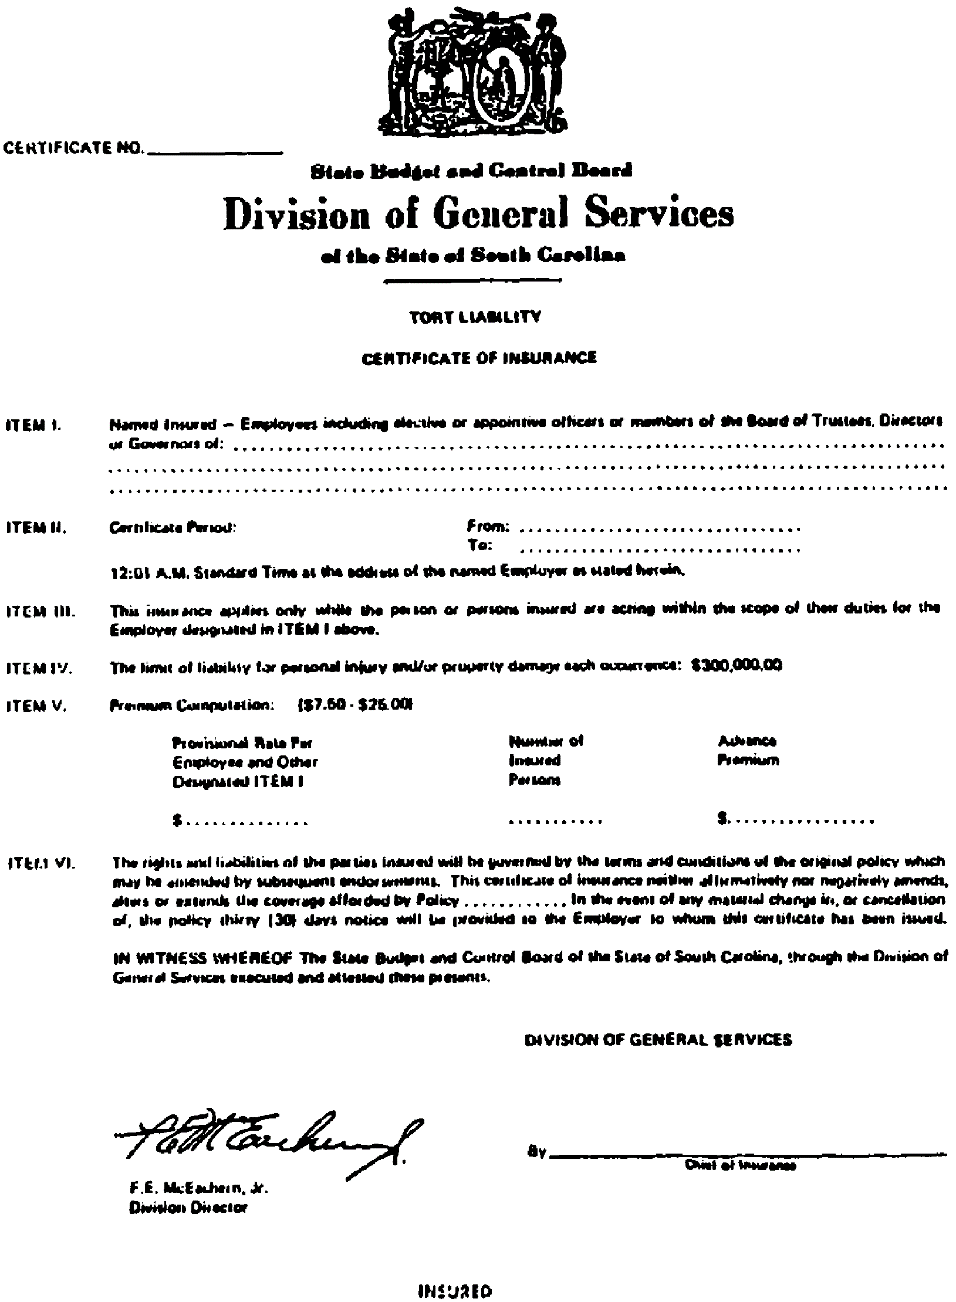 CERTIFICATE NO.
State Budget and Control Board
Division of General Services
of the State of South Carolina
TORT LIABILITY
CERTIFICATE OF INSURANCE
ITEM I. Named Insured – Employees including elective or appointive officers or members of the Board of Trustees, Directors
or Governors of: ........................................................................
........................................................................
........................................................................
ITEM II. Certificate Period: From: ................................
To: ................................
12:01 A.M. Standard Time at the address of the named Employer as stated herein.
ITEM III. This insurance applies only while the person or persons insured are acting within the scope of their duties for the
Employer designated in ITEM I above.
ITEM IV. The limit of liability for personal injury and/or property damage each occurrence: $300,000.00
ITEM V. Premium Computation: ($7.50 - $25.00)
Provisional Rate Per Number of Advance
Employee and Other Insured Premium
Designated ITEM I Persons
$.............. ........... $.................
ITEM VI. The rights and liabilities of the parties insured will be governed by the terms and conditions of the original policy which
may be amended by subsequent endorsements. This certificate of insurance neither affirmatively nor negatively amends,
alters or extends the coverage afforded by Policy ............ In the event of any material change in, or cancellation
of, the policy thirty (30) days notice will be provided to the Employer to whom this certificate has been issued.
IN WITNESS WHEREOF The State Budget and Control Board of the State of South Carolina, through the Division of
General Services executed and attested these presents.
DIVISION OF GENERAL SERVICES
F E McEachern Jr.
By
Chief of Insurance
F.E. McEachern, Jr.
Division Director
INSURED